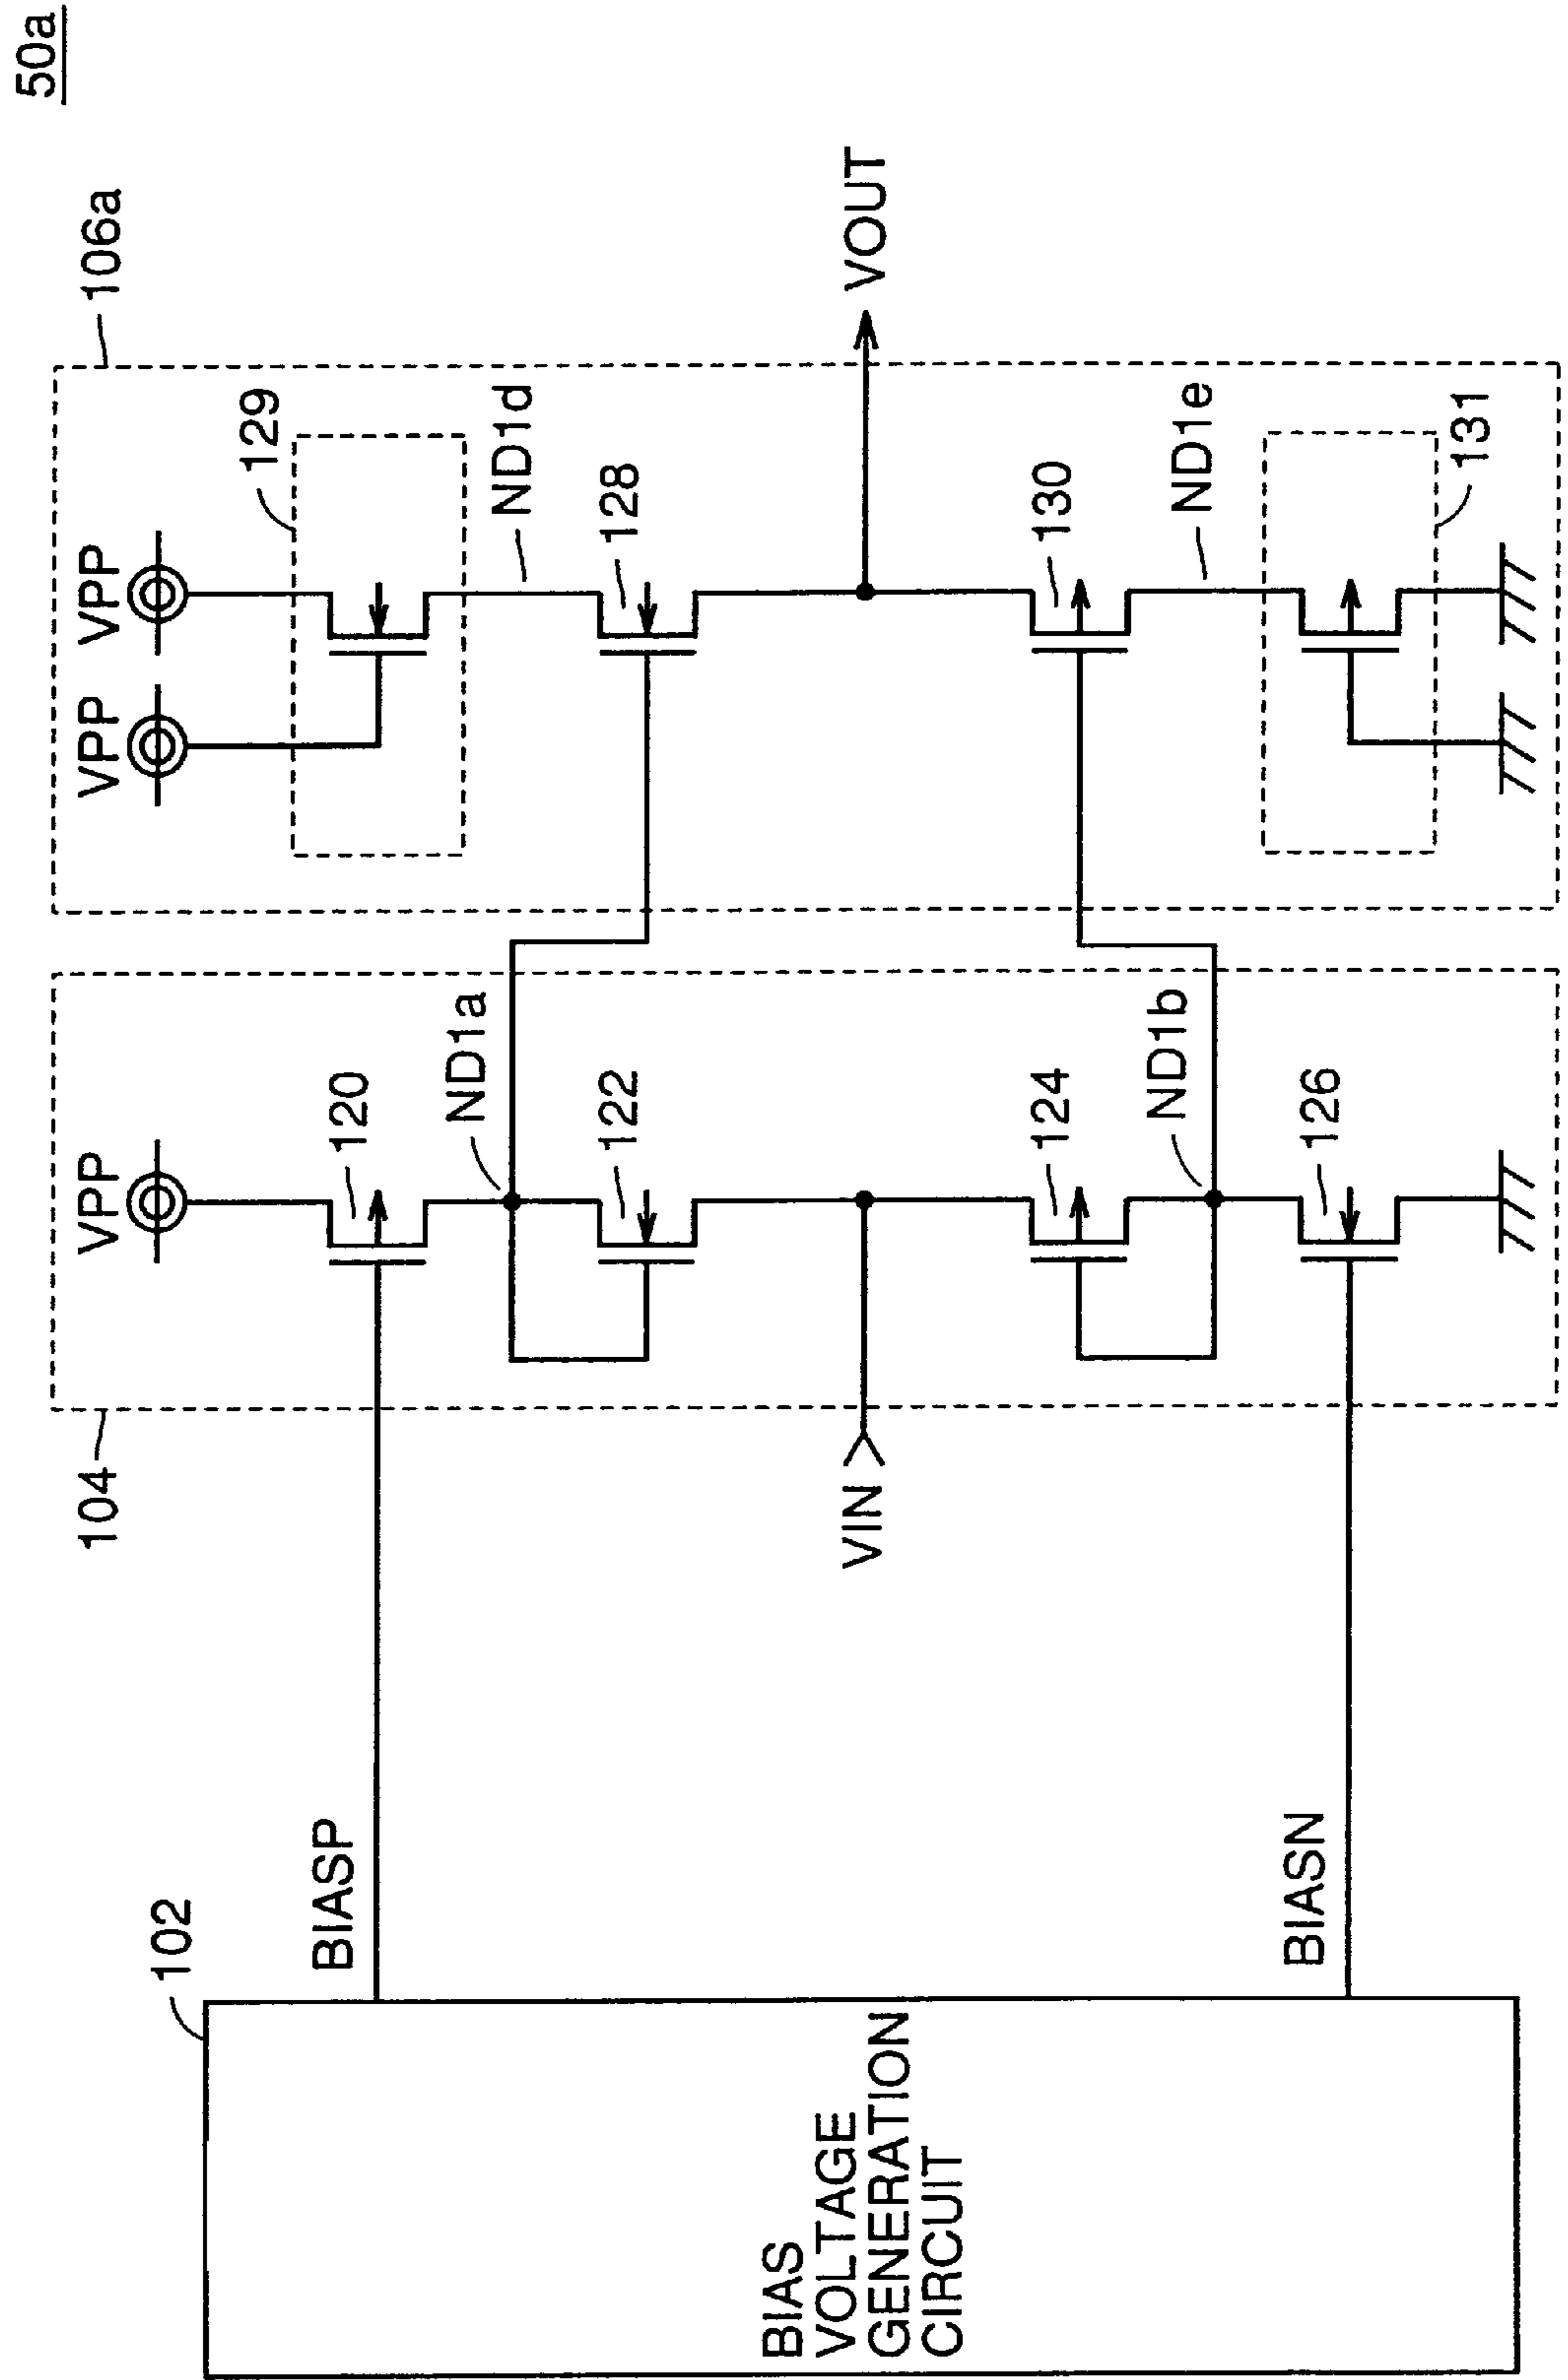 50a
106a
VPP
VPP
129
ND1d
128
VOUT
130
ND1e
131
104
VPP
120
ND1a
122
VIN
124
ND1b
126
102
BIASP
BIASN
BIAS
VOLTAGE
GENERATION
CIRCUIT